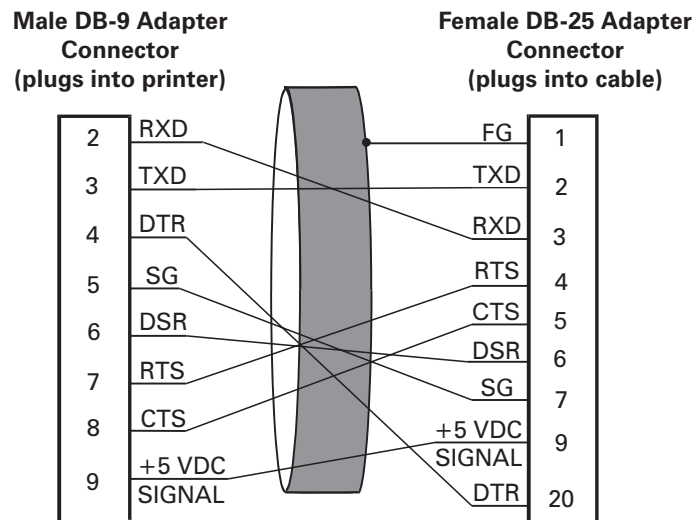 Male DB-9 Adapter
Connector
(plugs into printer)
Female DB-25 Adapter
Connector
(plugs into cable)
2 RXD
3 TXD
4 DTR
5 SG
6 DSR
7 RTS
8 CTS
9 +5 VDC
SIGNAL
FG 1
TXD 2
RXD 3
RTS 4
CTS 5
DSR 6
SG 7
+5 VDC 9
SIGNAL
DTR 20